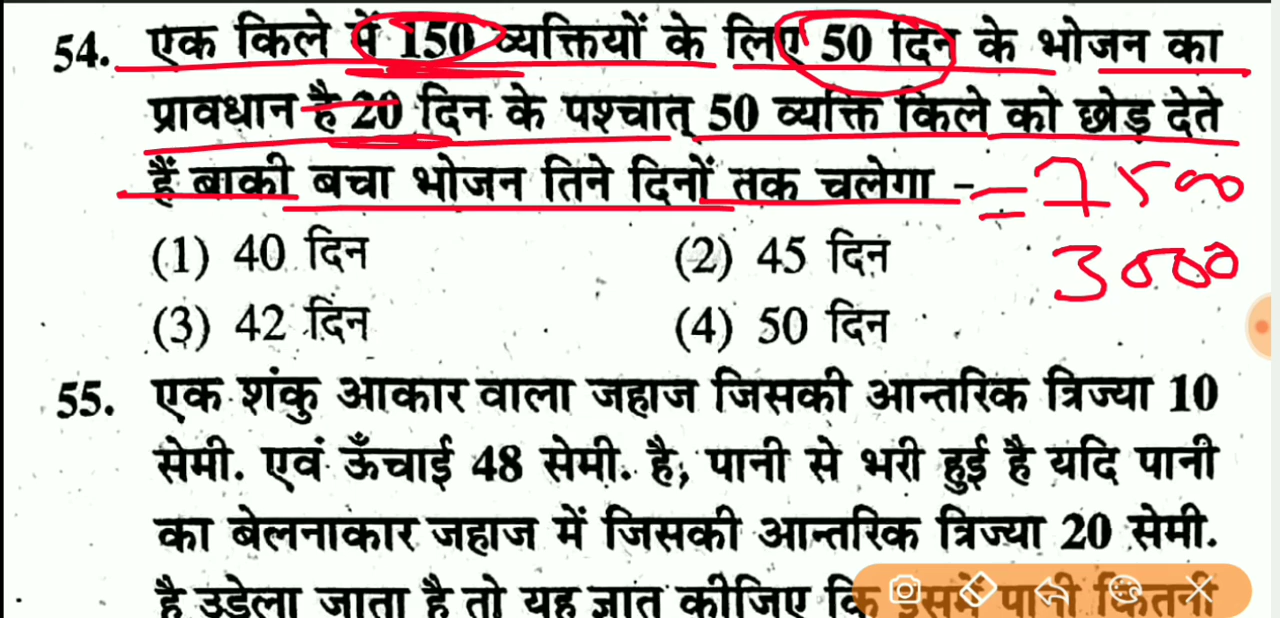 54. एक किले में 150 व्यक्तियों के लिए 50 दिन के भोजन का
प्रावधान है 20 दिन के पश्चात् 50 व्यक्ति किले को छोड़ देते
हैं बाकी बचा भोजन तिने दिनों तक चलेगा – = 7500
3000
(1) 40 दिन (2) 45 दिन
(3) 42 दिन (4) 50 दिन
55. एक शंकु आकार वाला जहाज जिसकी आन्तरिक त्रिज्या 10
सेमी. एवं ऊँचाई 48 सेमी. है, पानी से भरी हुई है यदि पानी
का बेलनाकार जहाज में जिसकी आन्तरिक त्रिज्या 20 सेमी.
है उडेला जाता है तो यह ज्ञात कीजिए कि इसमें पानी कितनी